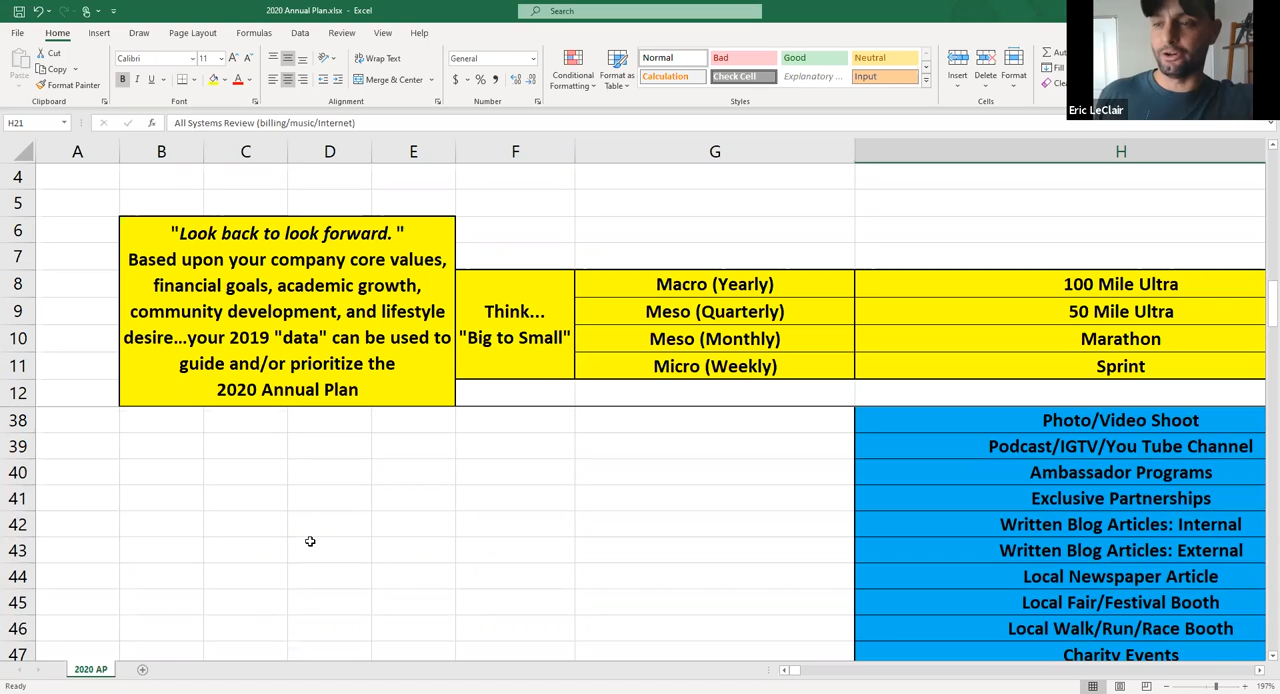 2020 Annual Plan.xlsx - Excel
Search
File Home Insert Draw Page Layout Formulas Data Review View Help
Paste
Cut
Copy
Format Painter
Clipboard
Calibri 11
B I U
Font
Wrap Text
Merge & Center
Alignment
General
$ % 9
Number
Conditional Formatting
Format as Table
Normal Bad Good Neutral
Calculation Check Cell Explanatory ... Input
Styles
Insert Delete Format
Cells
Fill
Eric LeClair
H21
fx
All Systems Review (billing/music/Internet)
A B C D E F G H
4
5
6
7
8
9
10
11
12
38
39
40
41
42
43
44
45
46
47
"Look back to look forward. "
Based upon your company core values,
financial goals, academic growth,
community development, and lifestyle
desire...your 2019 "data" can be used to
guide and/or prioritize the
2020 Annual Plan
Think...
"Big to Small"
Macro (Yearly) 100 Mile Ultra
Meso (Quarterly) 50 Mile Ultra
Meso (Monthly) Marathon
Micro (Weekly) Sprint
Photo/Video Shoot
Podcast/IGTV/You Tube Channel
Ambassador Programs
Exclusive Partnerships
Written Blog Articles: Internal
Written Blog Articles: External
Local Newspaper Article
Local Fair/Festival Booth
Local Walk/Run/Race Booth
Charity Events
2020 AP
Ready
197%